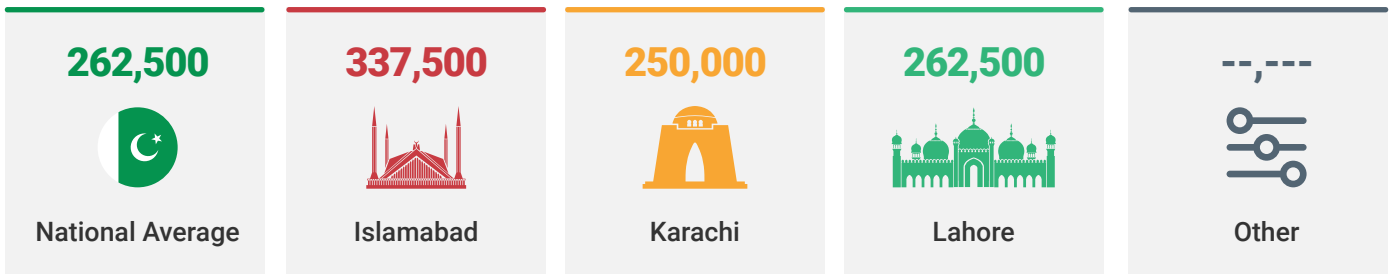 262,500
National Average
337,500
Islamabad
250,000
Karachi
262,500
Lahore
--,---
Other